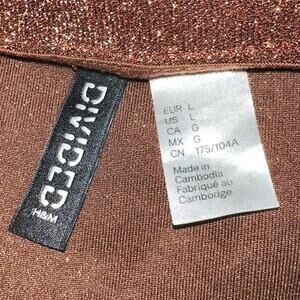 DIVIDED
H&M
EUR L
US L
CA G
MX G
CN 175/104A
Made in
Cambodia
Fabriqué au
Cambodge